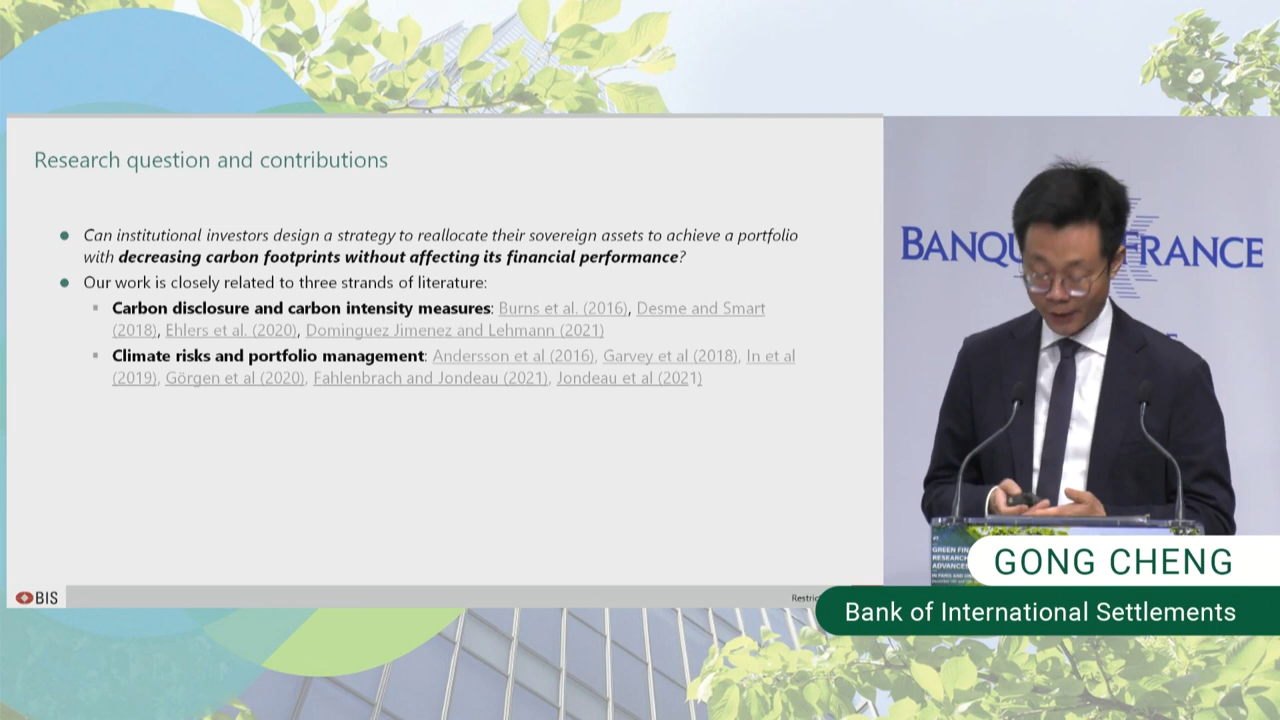 Research question and contributions
Can institutional investors design a strategy to reallocate their sovereign assets to achieve a portfolio
with decreasing carbon footprints without affecting its financial performance?
Our work is closely related to three strands of literature:
Carbon disclosure and carbon intensity measures: Burns et al. (2016), Desme and Smart
(2018), Ehlers et al. (2020), Dominguez Jimenez and Lehmann (2021)
Climate risks and portfolio management: Andersson et al (2016), Garvey et al (2018), In et al
(2019), Görgen et al (2020), Fahlenbrach and Jondeau (2021), Jondeau et al (2021)
BIS
FRANCE
GREEN FIN
RESEARCH
ADVANCES
GONG CHENG
Bank of International Settlements